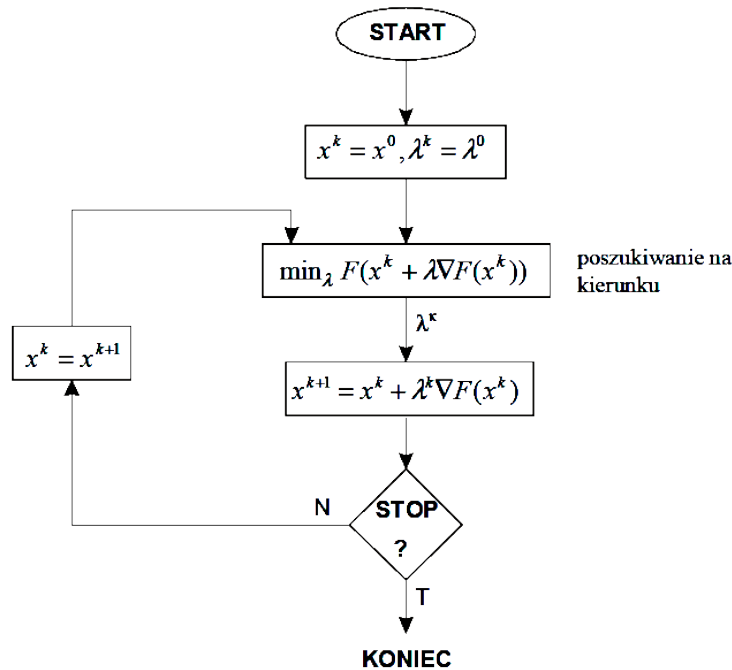 START
x^k = x^0, λ^k = λ^0
min_λ F(x^k + λ∇F(x^k))
poszukiwanie na
kierunku
λ^κ
x^k = x^{k+1}
x^{k+1} = x^k + λ^k ∇F(x^k)
N
STOP
?
T
KONIEC